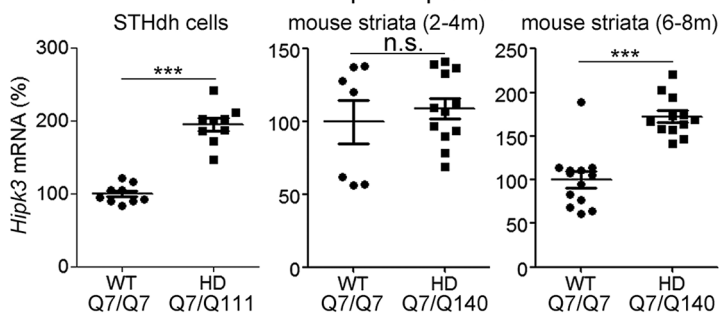 STHdh cells
mouse striata (2-4m)
mouse striata (6-8m)
Hipk3 mRNA (%)
300
200
100
0
***
WT
Q7/Q7
HD
Q7/Q111
150
100
50
0
n.s.
WT
Q7/Q7
HD
Q7/Q140
250
200
150
100
50
0
***
WT
Q7/Q7
HD
Q7/Q140